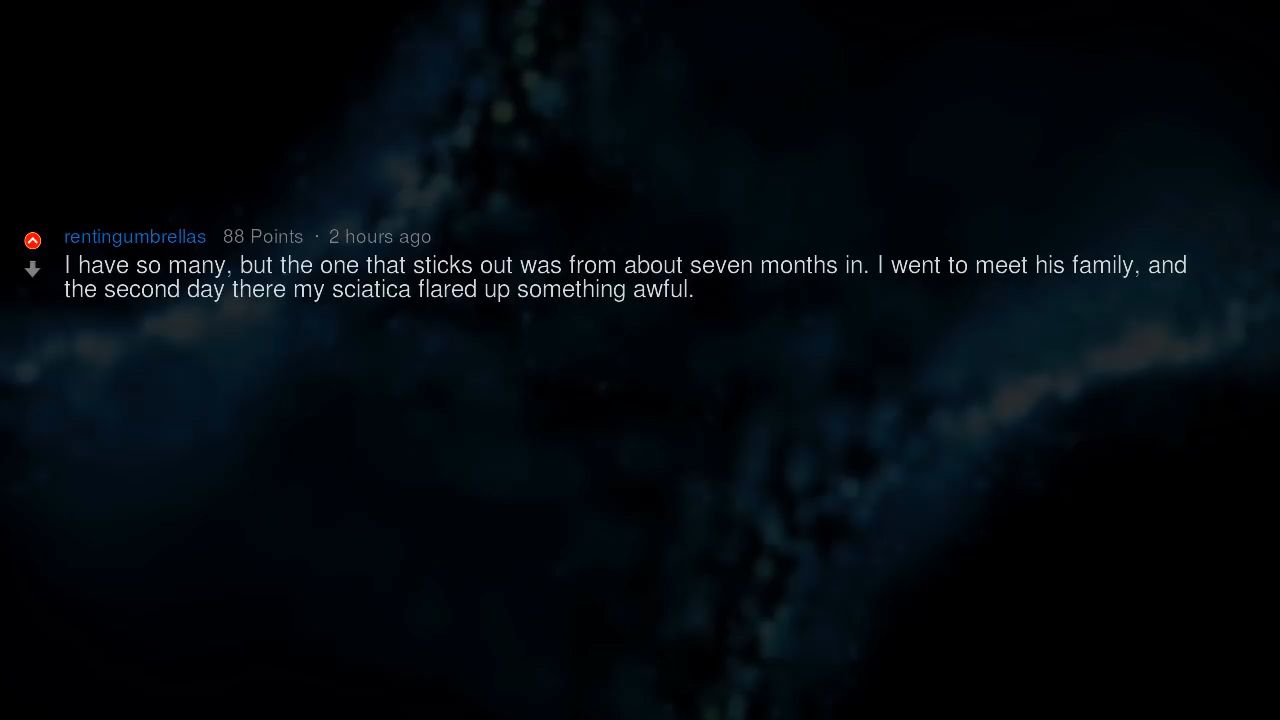 rentingumbrellas 88 Points · 2 hours ago
I have so many, but the one that sticks out was from about seven months in. I went to meet his family, and
the second day there my sciatica flared up something awful.